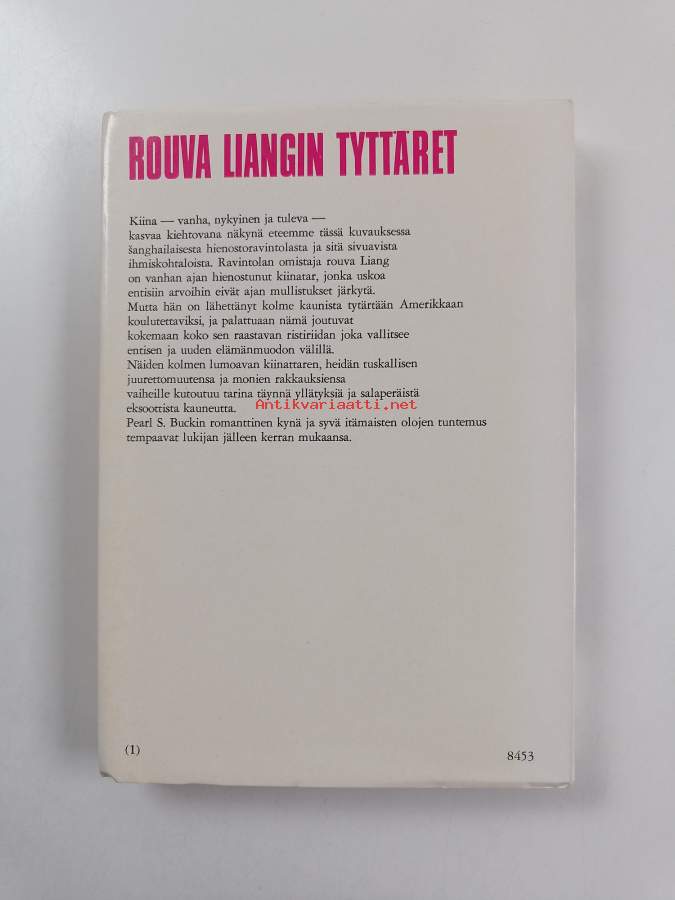 ROUVA LIANGIN TYTTÄRET
Kiina — vanha, nykyinen ja tuleva —
kasvaa kiehtovana näkynä eteemme tässä kuvauksessa
šanghailaisesta hienostoravintolasta ja sitä sivuavista
ihmiskohtaloista. Ravintolan omistaja rouva Liang
on vanhan ajan hienostunut kiinatar, jonka uskoa
entisiin arvoihin eivät ajan mullistukset järkytä.
Mutta hän on lähettänyt kolme kaunista tytärtään Amerikkaan
koulutettaviksi, ja palattuaan nämä joutuvat
kokemaan koko sen raastavan ristiriidan joka vallitsee
entisen ja uuden elämänmuodon välillä.
Näiden kolmen lumoavan kiinattaren, heidän tuskallisen
juurettomuutensa ja monien rakkauksiensa
vaiheille kutoutuu tarina täynnä yllätyksiä ja salaperäistä
eksoottista kauneutta.
Antikvariaatti.net
Pearl S. Buckin romanttinen kynä ja syvä itämaisten olojen tuntemus
tempaavat lukijan jälleen kerran mukaansa.
(1)
8453